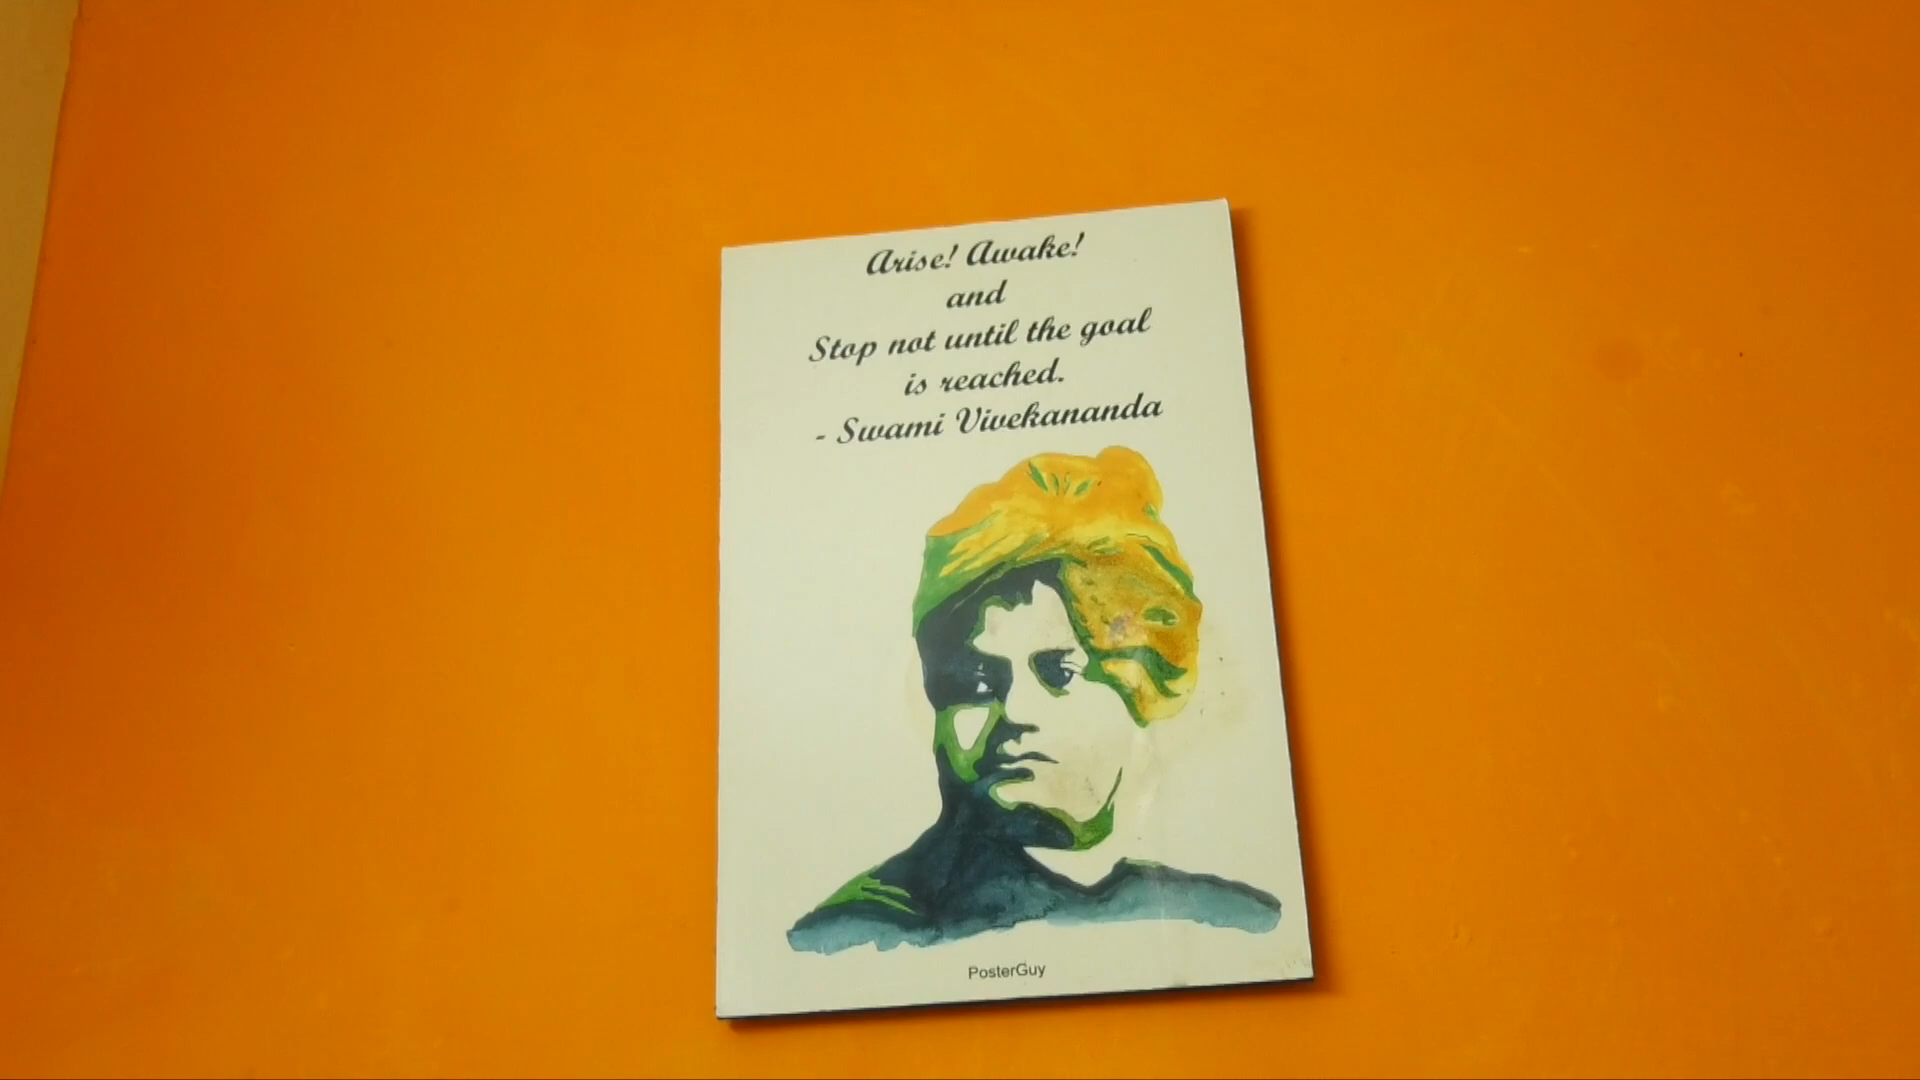 Arise! Awake!
and
Stop not until the goal
is reached.
- Swami Vivekananda
PosterGuy